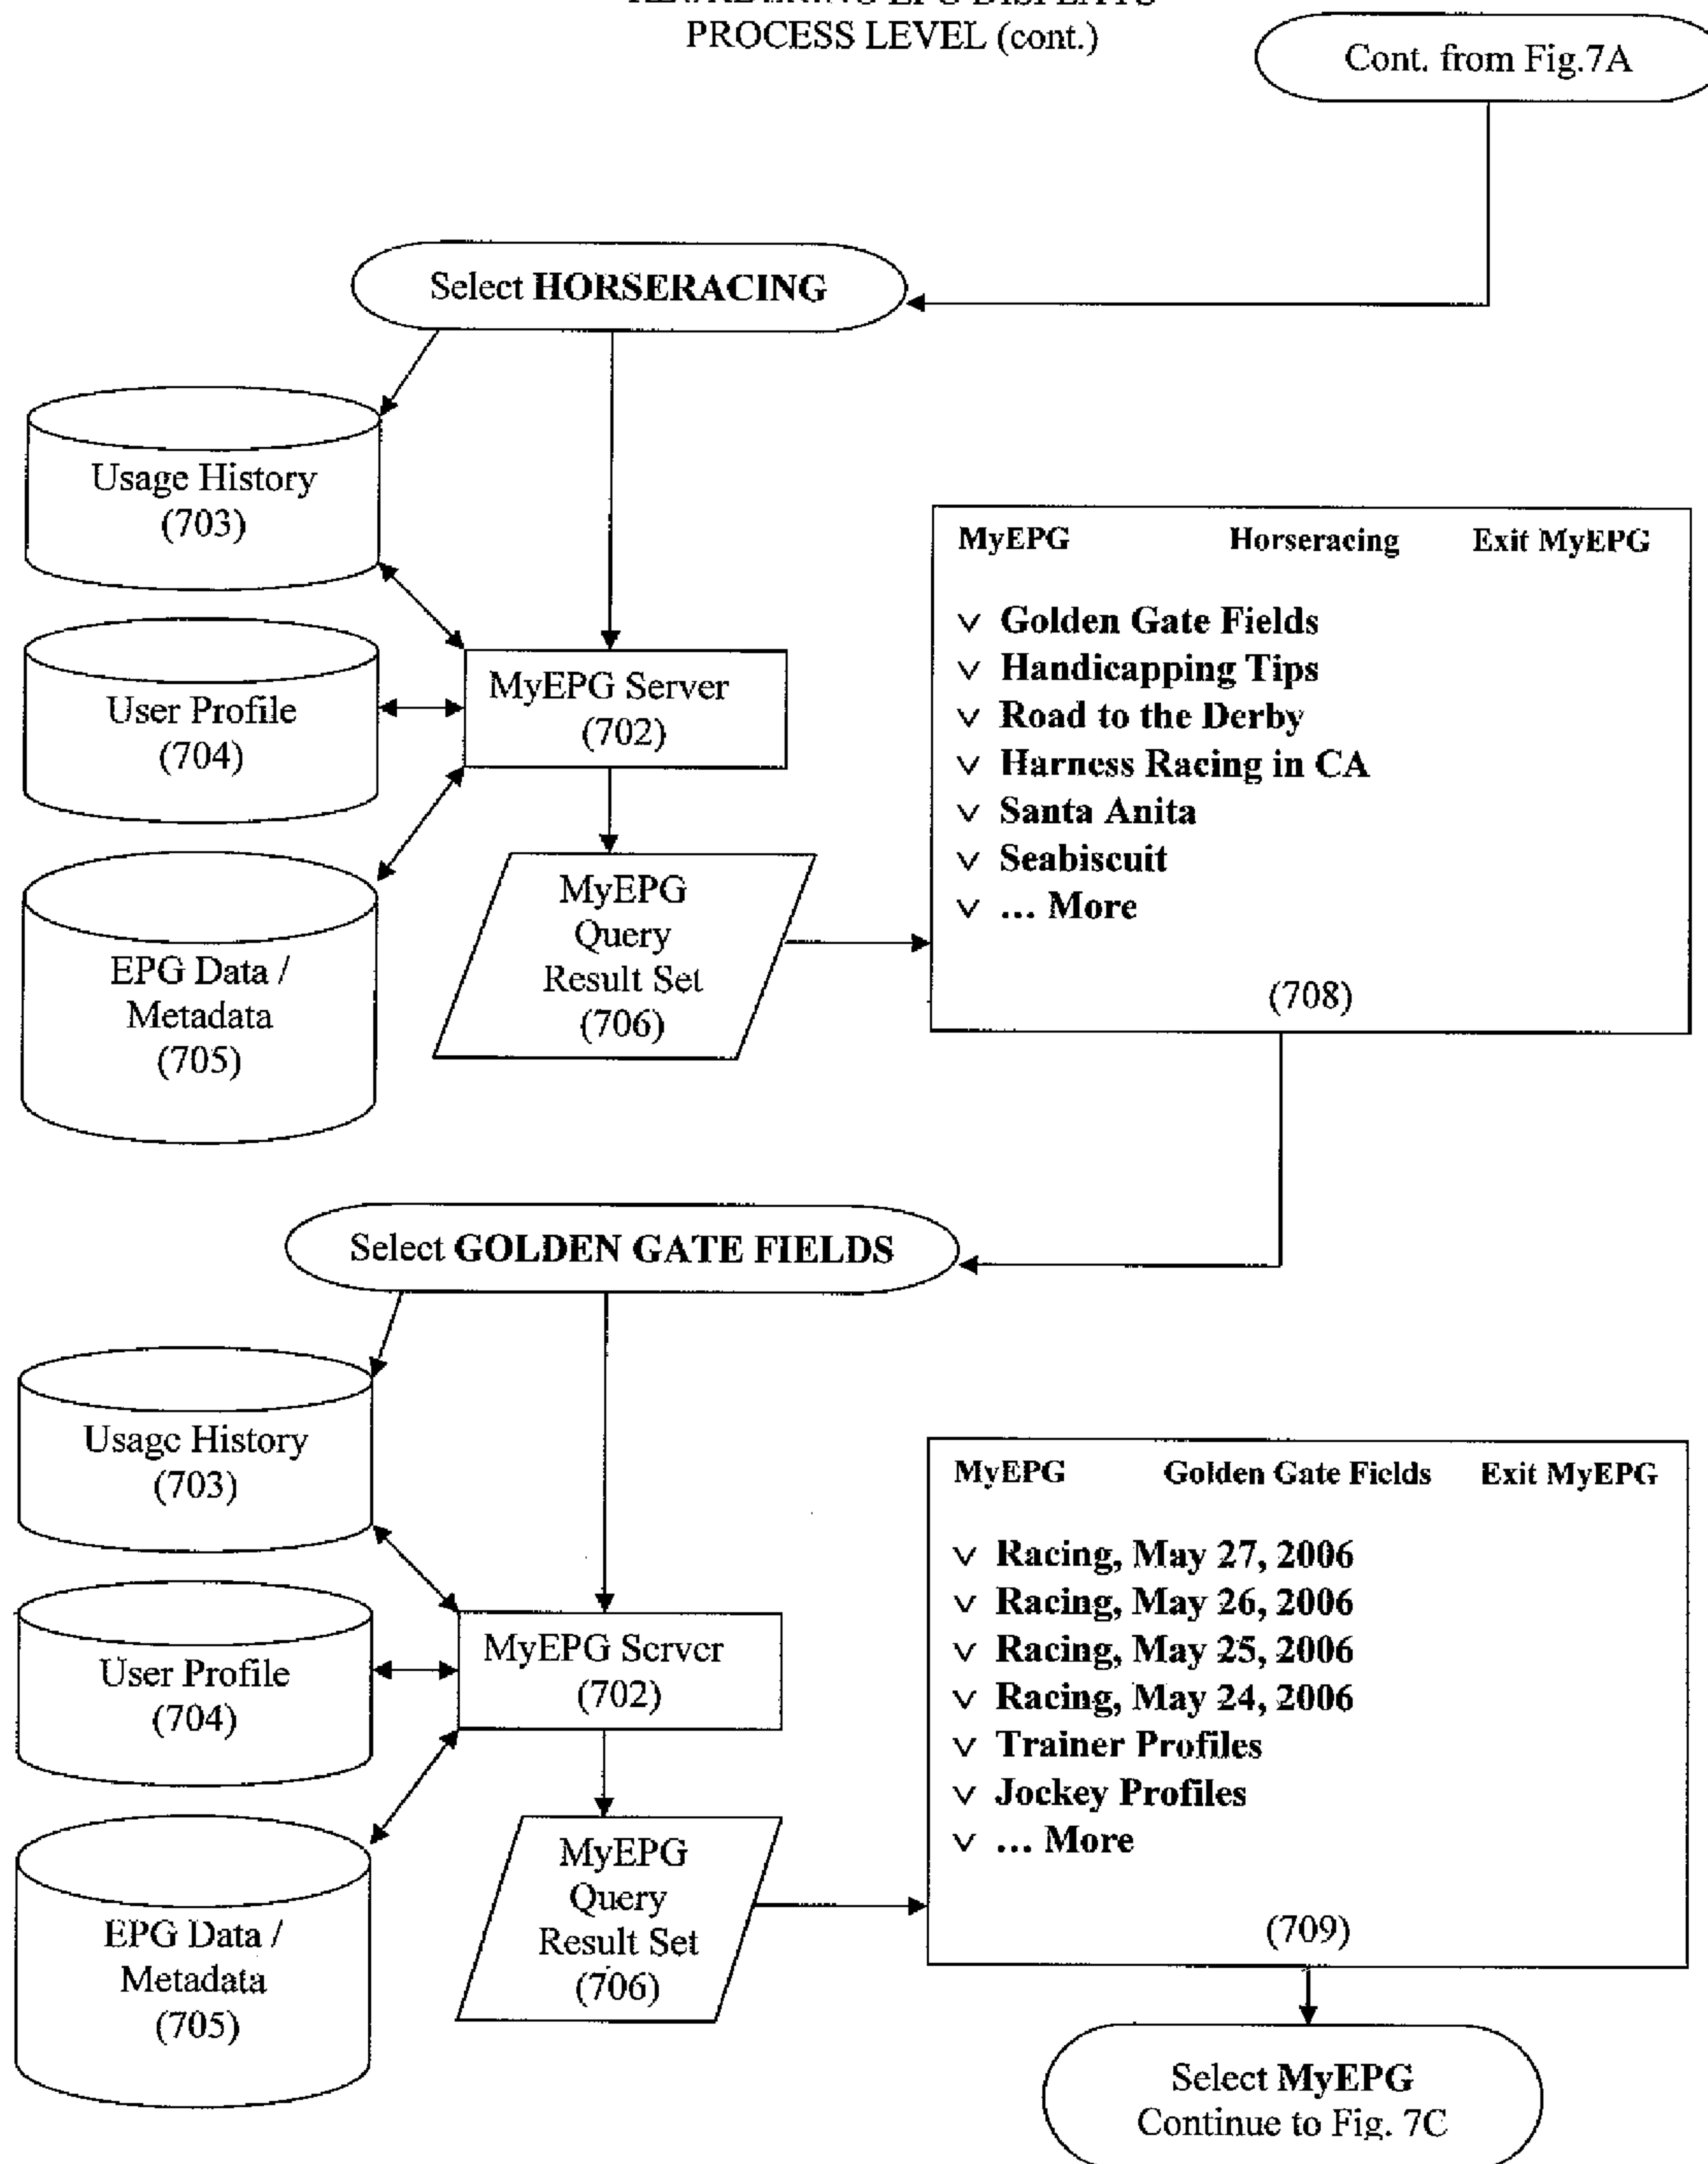 PROCESS LEVEL (cont.)
Cont. from Fig.7A
Select HORSERACING
Usage History
(703)
User Profile
(704)
EPG Data /
Metadata
(705)
MyEPG Server
(702)
MyEPG
Query
Result Set
(706)
MyEPG Horseracing Exit MyEPG
v Golden Gate Fields
v Handicapping Tips
v Road to the Derby
v Harness Racing in CA
v Santa Anita
v Seabiscuit
v ... More
(708)
Select GOLDEN GATE FIELDS
Usage History
(703)
User Profile
(704)
EPG Data /
Metadata
(705)
MyEPG Server
(702)
MyEPG
Query
Result Set
(706)
MyEPG Golden Gate Fields Exit MyEPG
v Racing, May 27, 2006
v Racing, May 26, 2006
v Racing, May 25, 2006
v Racing, May 24, 2006
v Trainer Profiles
v Jockey Profiles
v ... More
(709)
Select MyEPG
Continue to Fig. 7C